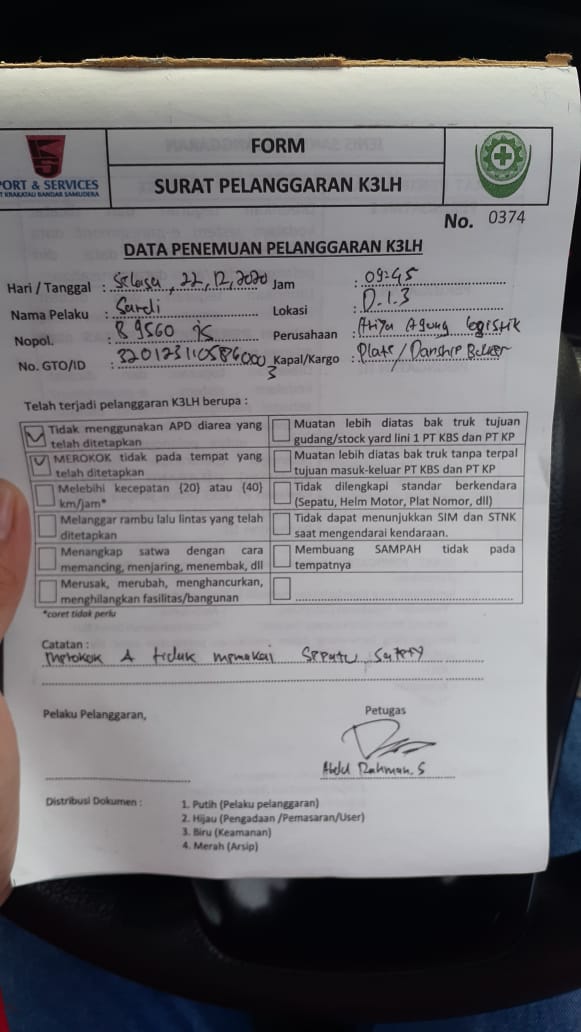 PORT & SERVICES
PT KRAKATAU BANDAR SAMUDERA
FORM
SURAT PELANGGARAN K3LH
No. 0374
DATA PENEMUAN PELANGGARAN K3LH
Hari / Tanggal : Selasa, 22, 12, 2020 Jam : 09:45
Nama Pelaku : Sardi Lokasi : D.1.3
Nopol. : B 9560 js Perusahaan : Agung logistik
No. GTO/ID : Kapal/Kargo : Plats /
Telah terjadi pelanggaran K3LH berupa :
Tidak menggunakan APD diarea yang telah ditetapkan
Muatan lebih diatas bak truk tujuan gudang/stock yard lini 1 PT KBS dan PT KP
MEROKOK tidak pada tempat yang telah ditetapkan
Muatan lebih diatas bak truk tanpa terpal tujuan masuk-keluar PT KBS dan PT KP
Melebihi kecepatan {20} atau {40} km/jam*
Tidak dilengkapi standar berkendara (Sepatu, Helm Motor, Plat Nomor, dll)
Melanggar rambu lalu lintas yang telah ditetapkan
Tidak dapat menunjukkan SIM dan STNK saat mengendarai kendaraan.
Menangkap satwa dengan cara memancing, menjaring, menembak, dll
Membuang SAMPAH tidak pada tempatnya
Merusak, merubah, menghancurkan, menghilangkan fasilitas/bangunan
*coret tidak perlu
Catatan :
merokok & tiduk memakai Seputu Sufety
Pelaku Pelanggaran,
Petugas
Abdul Rahman. S
Distribusi Dokumen :
1. Putih (Pelaku pelanggaran)
2. Hijau (Pengadaan /Pemasaran/User)
3. Biru (Keamanan)
4. Merah (Arsip)